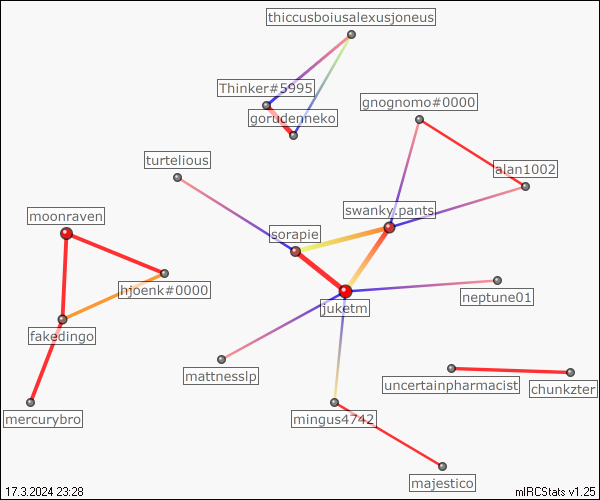 thiccusboiusalexusjoneus
Thinker#5995
gnognomo#0000
gorudenneko
turtelious
alan1002
moonraven
swanky.pants
sorapie
hjoenk#0000
neptune01
juketm
fakedingo
mattnesslp
uncertainpharmacist
chunkzter
mercurybro
mingus4742
majestico
17.3.2024 23:28
mIRCStats v1.25